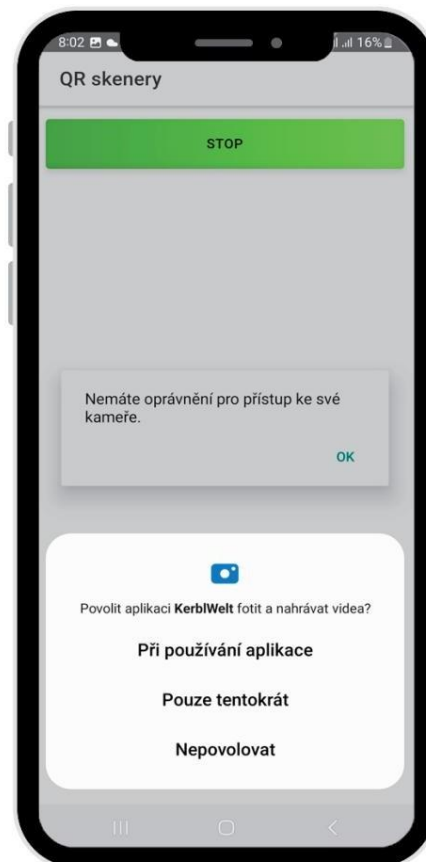 8:02
16%
QR skenery
STOP
Nemáte oprávnění pro přístup ke své
kameře.
OK
Povolit aplikaci KerblWelt fotit a nahrávat videa?
Při používání aplikace
Pouze tentokrát
Nepovolovat